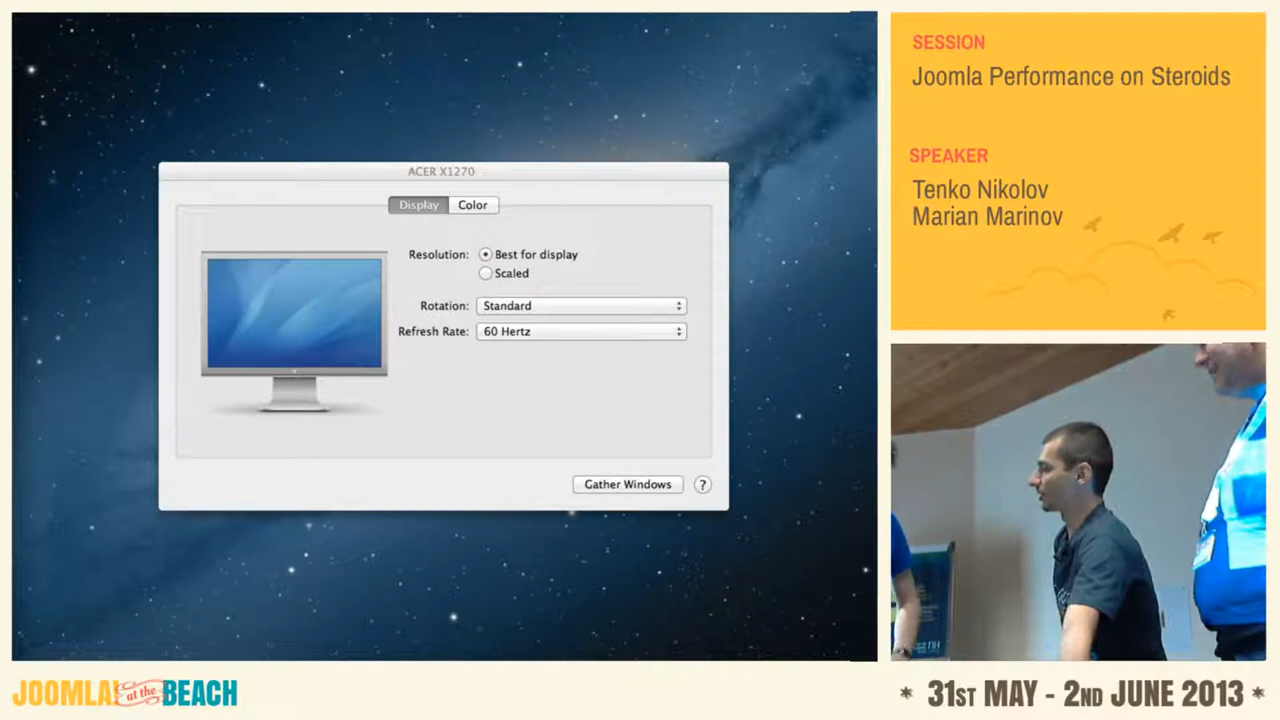 ACER X1270
Display Color
Resolution: Best for display
Scaled
Rotation: Standard
Refresh Rate: 60 Hertz
Gather Windows ?
SESSION
Joomla Performance on Steroids
SPEAKER
Tenko Nikolov
Marian Marinov
JOOMLA! at the BEACH
* 31ST MAY - 2ND JUNE 2013 *